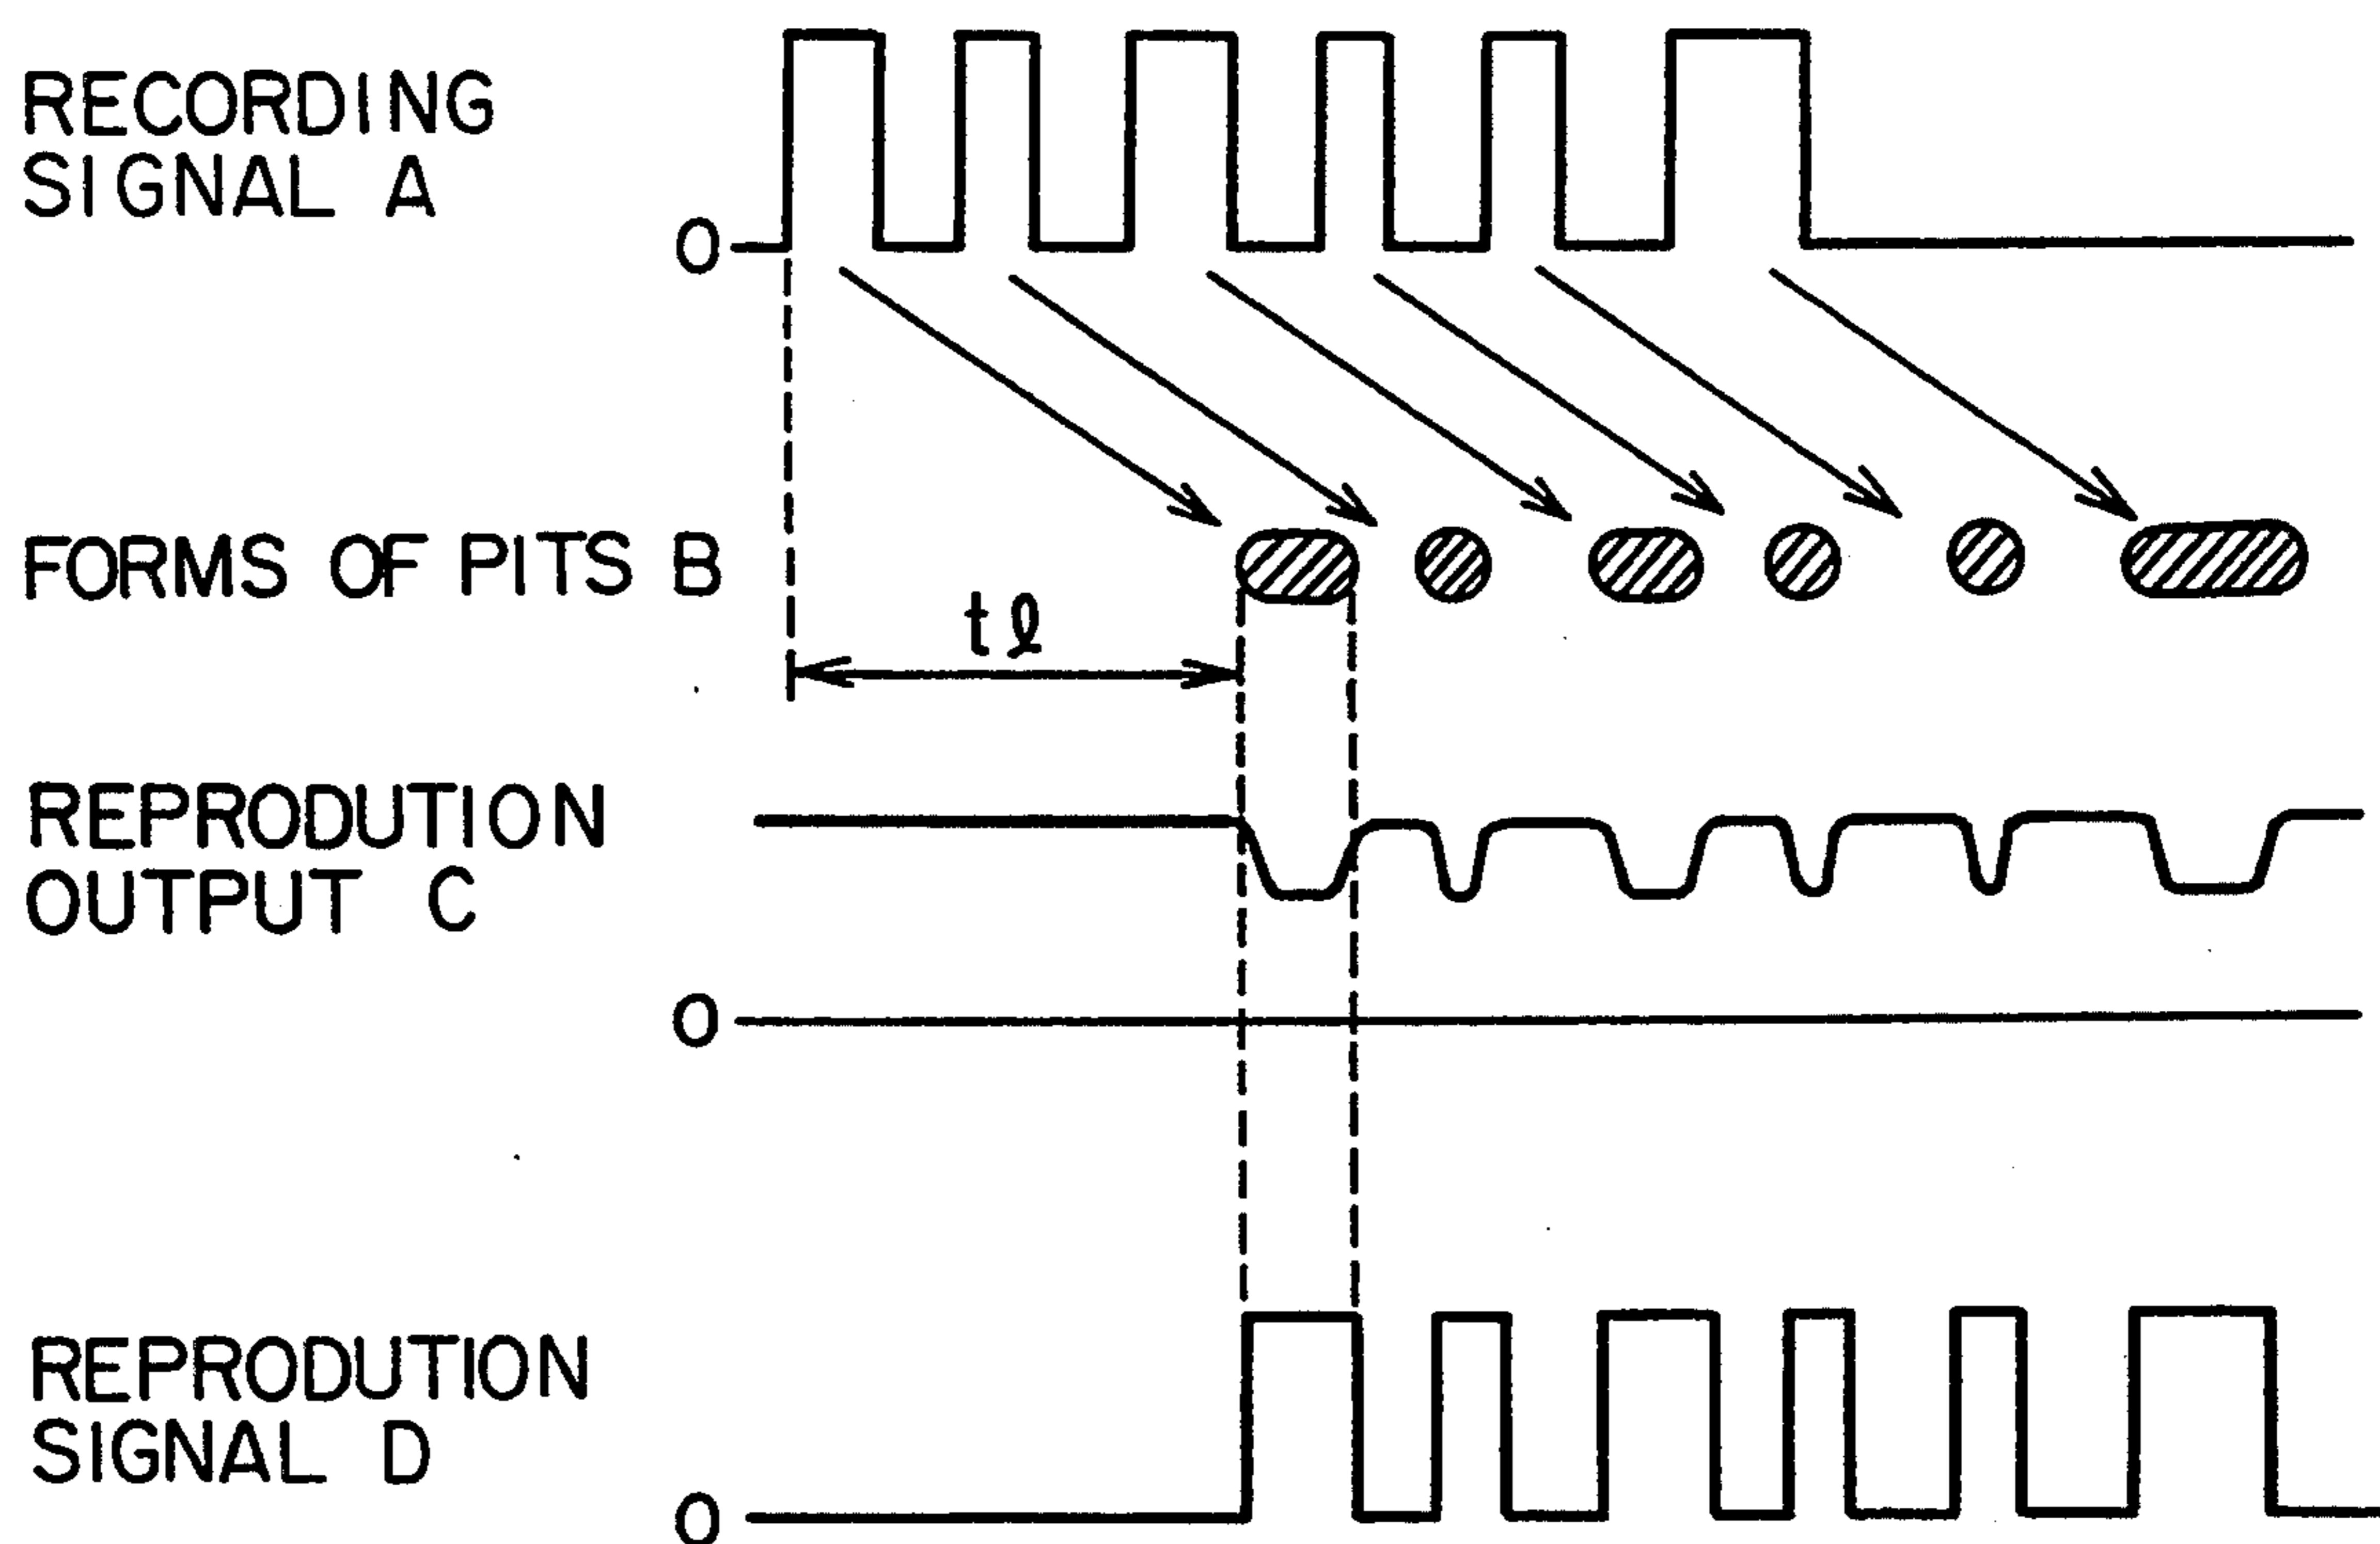 RECORDING
SIGNAL A
0
FORMS OF PITS B
tℓ
REPRODUTION
OUTPUT C
0
REPRODUTION
SIGNAL D
0